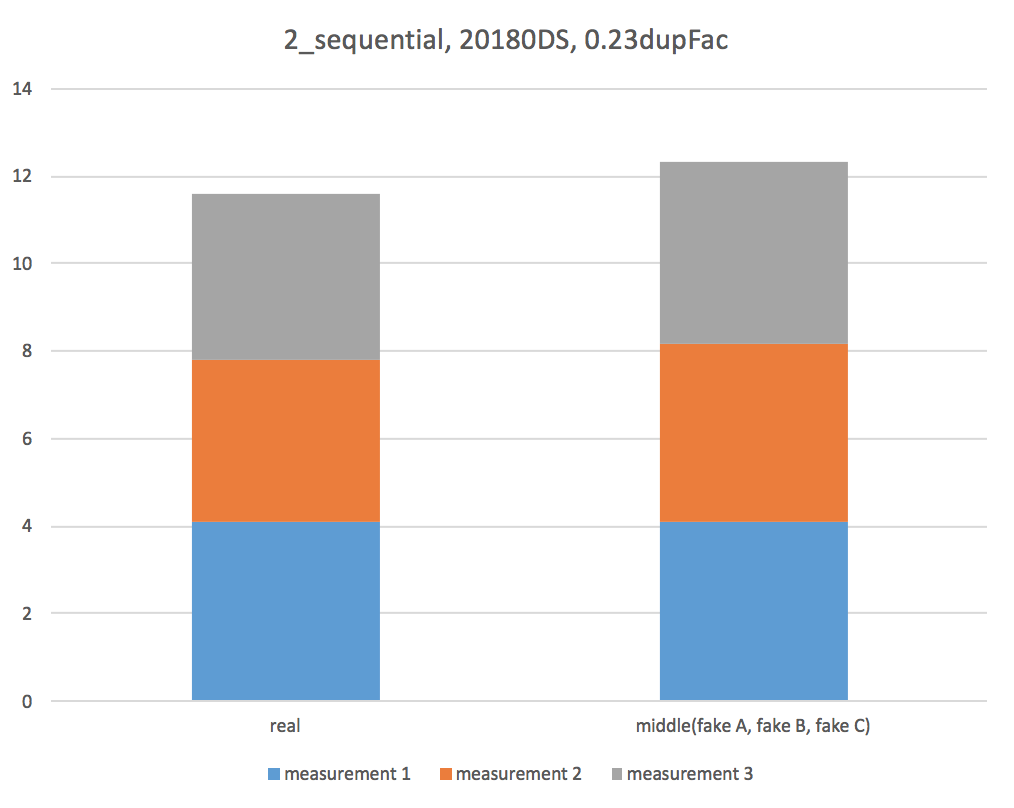 2_sequential, 20180DS, 0.23dupFac
14
12
10
8
6
4
2
0
real middle(fake A, fake B, fake C)
measurement 1 measurement 2 measurement 3